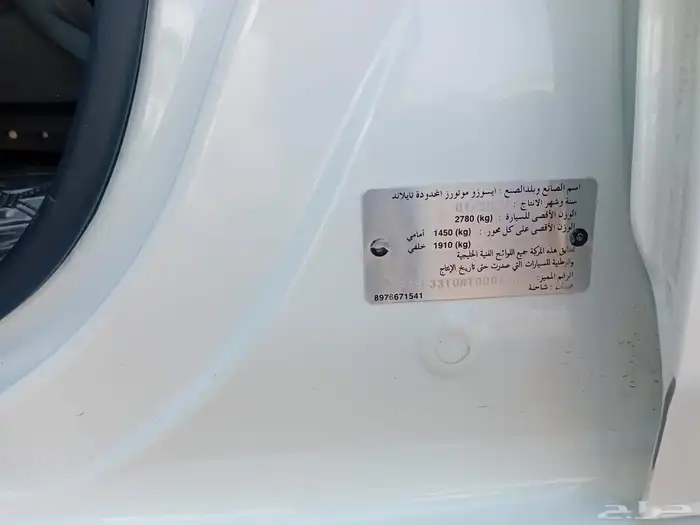 اسم الصانع وبلدالصنع : ايسوزو موتورز المحدودة تايلاند
سنة وشهر الانتاج :
الوزن الأقصى للسيارة : 2780 (kg)
الوزن الأقصى على كل محور : 1450 (kg) أمامي
1910 (kg) خلفي
تطابق هذه المركبة جميع اللوائح الفنية الخليجية
والوطنية للسيارات التي صدرت حتى تاريخ الإنتاج
الرقم المميز :
صنف : شاحنة
8976671541
حراج